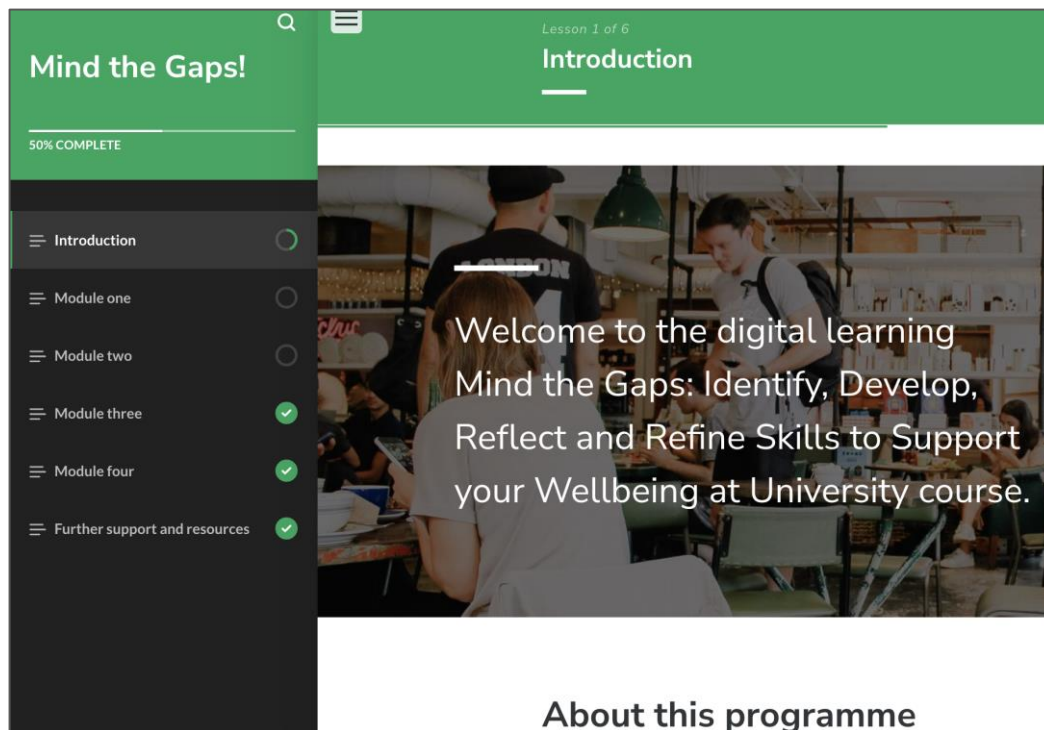 Mind the Gaps!
50% COMPLETE
Introduction
Module one
Module two
Module three
Module four
Further support and resources
Lesson 1 of 6
Introduction
LONDON
Welcome to the digital learning
Mind the Gaps: Identify, Develop,
Reflect and Refine Skills to Support
your Wellbeing at University course.
About this programme